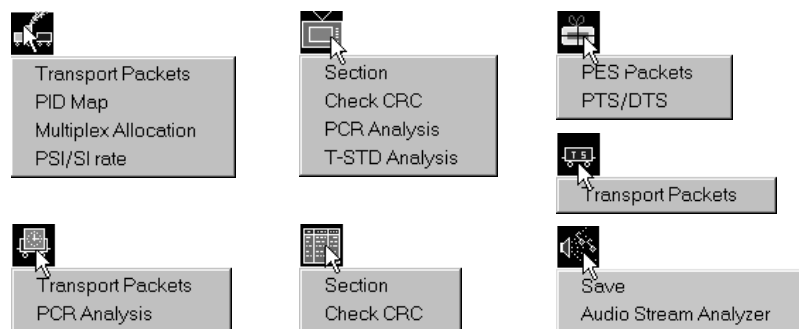 Transport Packets
PID Map
Multiplex Allocation
PSI/SI rate
Section
Check CRC
PCR Analysis
T-STD Analysis
PES Packets
PTS/DTS
TS
Transport Packets
Transport Packets
PCR Analysis
Section
Check CRC
Save
Audio Stream Analyzer